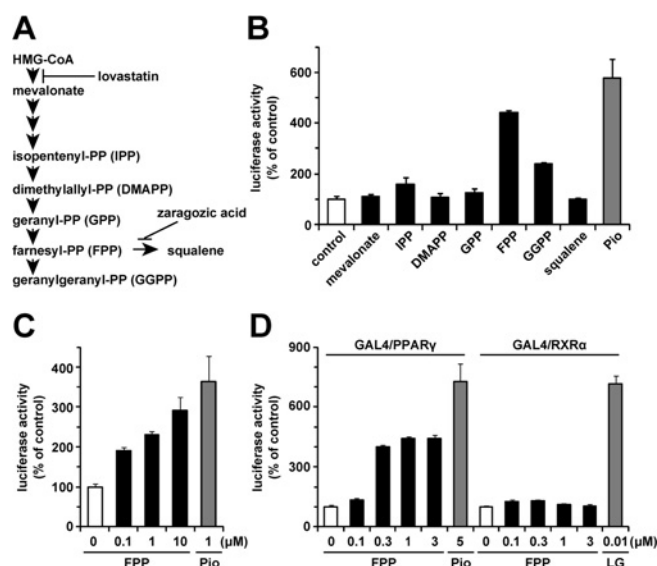 A
HMG-CoA
lovastatin
mevalonate
isopentenyl-PP (IPP)
dimethylallyl-PP (DMAPP)
geranyl-PP (GPP)
zaragozic acid
farnesyl-PP (FPP)
squalene
geranylgeranyl-PP (GGPP)
B
luciferase activity
(% of control)
600
400
200
0
control
mevalonate
IPP
DMAPP
GPP
FPP
GGPP
squalene
Pio
C
luciferase activity
(% of control)
400
300
200
100
0
0 0.1 1 10 1 (μM)
FPP Pio
D
GAL4/PPARγ GAL4/RXRα
luciferase activity
(% of control)
900
600
300
100
0
0 0.1 0.3 1 3 5 0 0.1 0.3 1 3 0.01 (μM)
FPP Pio FPP LG